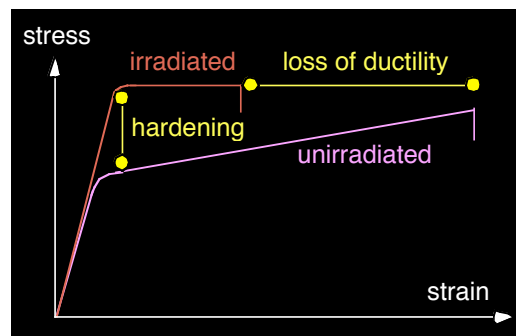 stress
irradiated
loss of ductility
hardening
unirradiated
strain